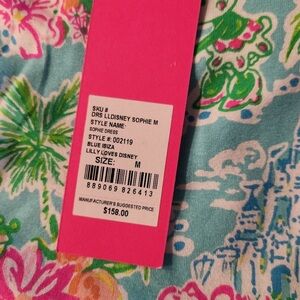 SKU #
DRS LLDISNEY SOPHIE M
STYLE NAME:
SOPHIE DRESS
STYLE #: 002119
BLUE IBIZA
LILLY LOVES DISNEY
SIZE: M
889069 826413
MANUFACTURER'S SUGGESTED PRICE
$158.00